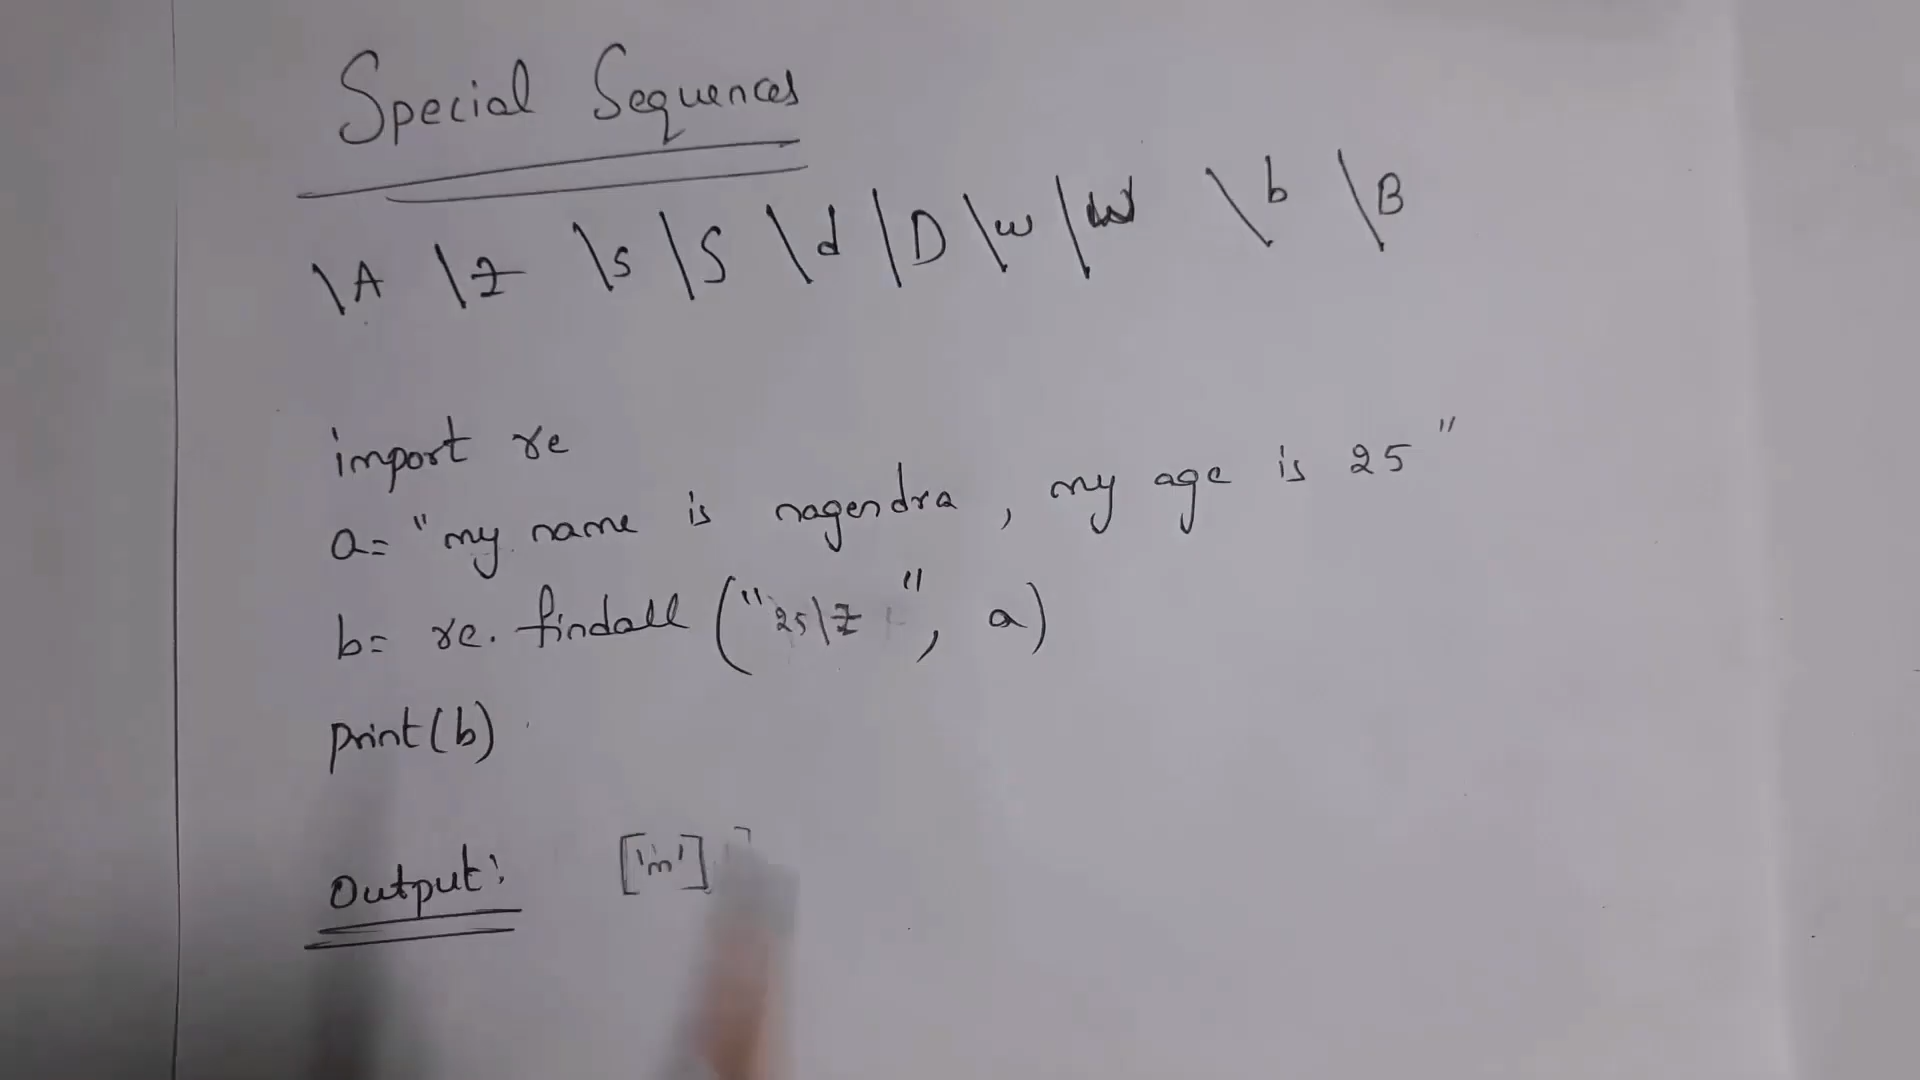 Special Sequences
\A \Z \s \S \d \D \w \W \b \B
import re
a= "my name is nagendra, my age is 25"
b= re.findall ("25\Z", a)
print(b)
Output: ['m']